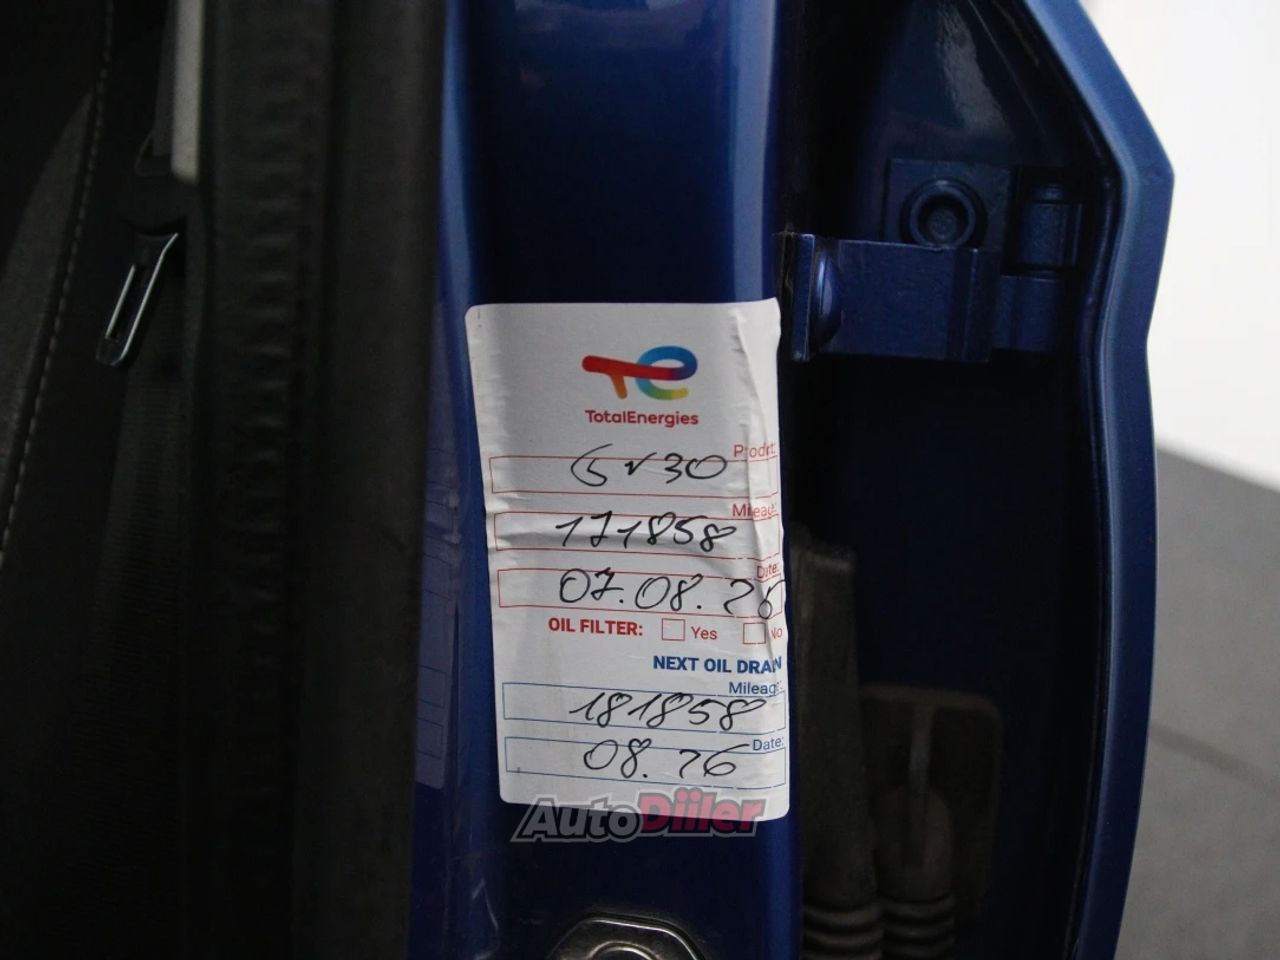 TotalEnergies
Product:
5w30
Mileage:
171858
Date:
07.08.25
OIL FILTER: Yes No
NEXT OIL DRAIN
Mileage:
181858
Date:
08.26
AutoDiiler